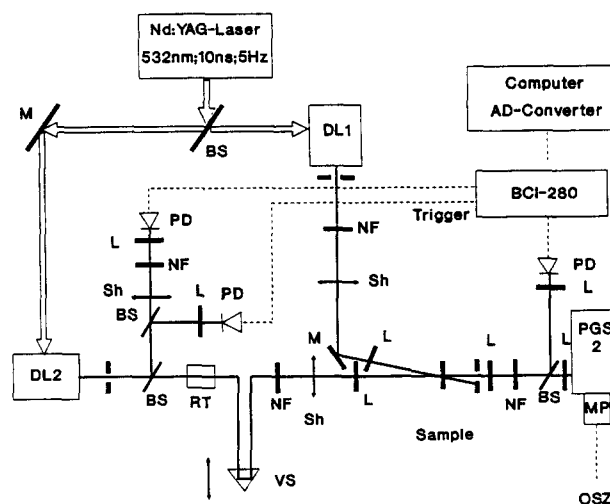 Nd:YAG-Laser
532nm;10ns;5Hz
M
BS
DL1
Computer
AD-Converter
BCI-280
Trigger
PD
L
NF
Sh
BS
L
PD
NF
Sh
M
L
PD
L
DL2
BS
RT
NF
Sh
L
L
NF
BS
L
PGS
2
MP
Sample
VS
OSZ